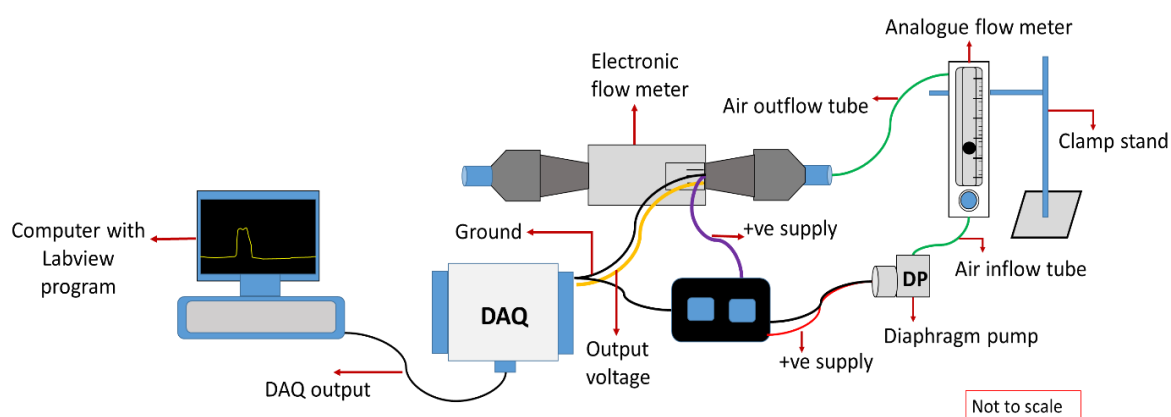 Analogue flow meter
Electronic
flow meter
Air outflow tube
Clamp stand
Computer with
Labview
program
Ground
+ve supply
Air inflow tube
DP
DAQ
Output
voltage
+ve supply
Diaphragm pump
DAQ output
Not to scale